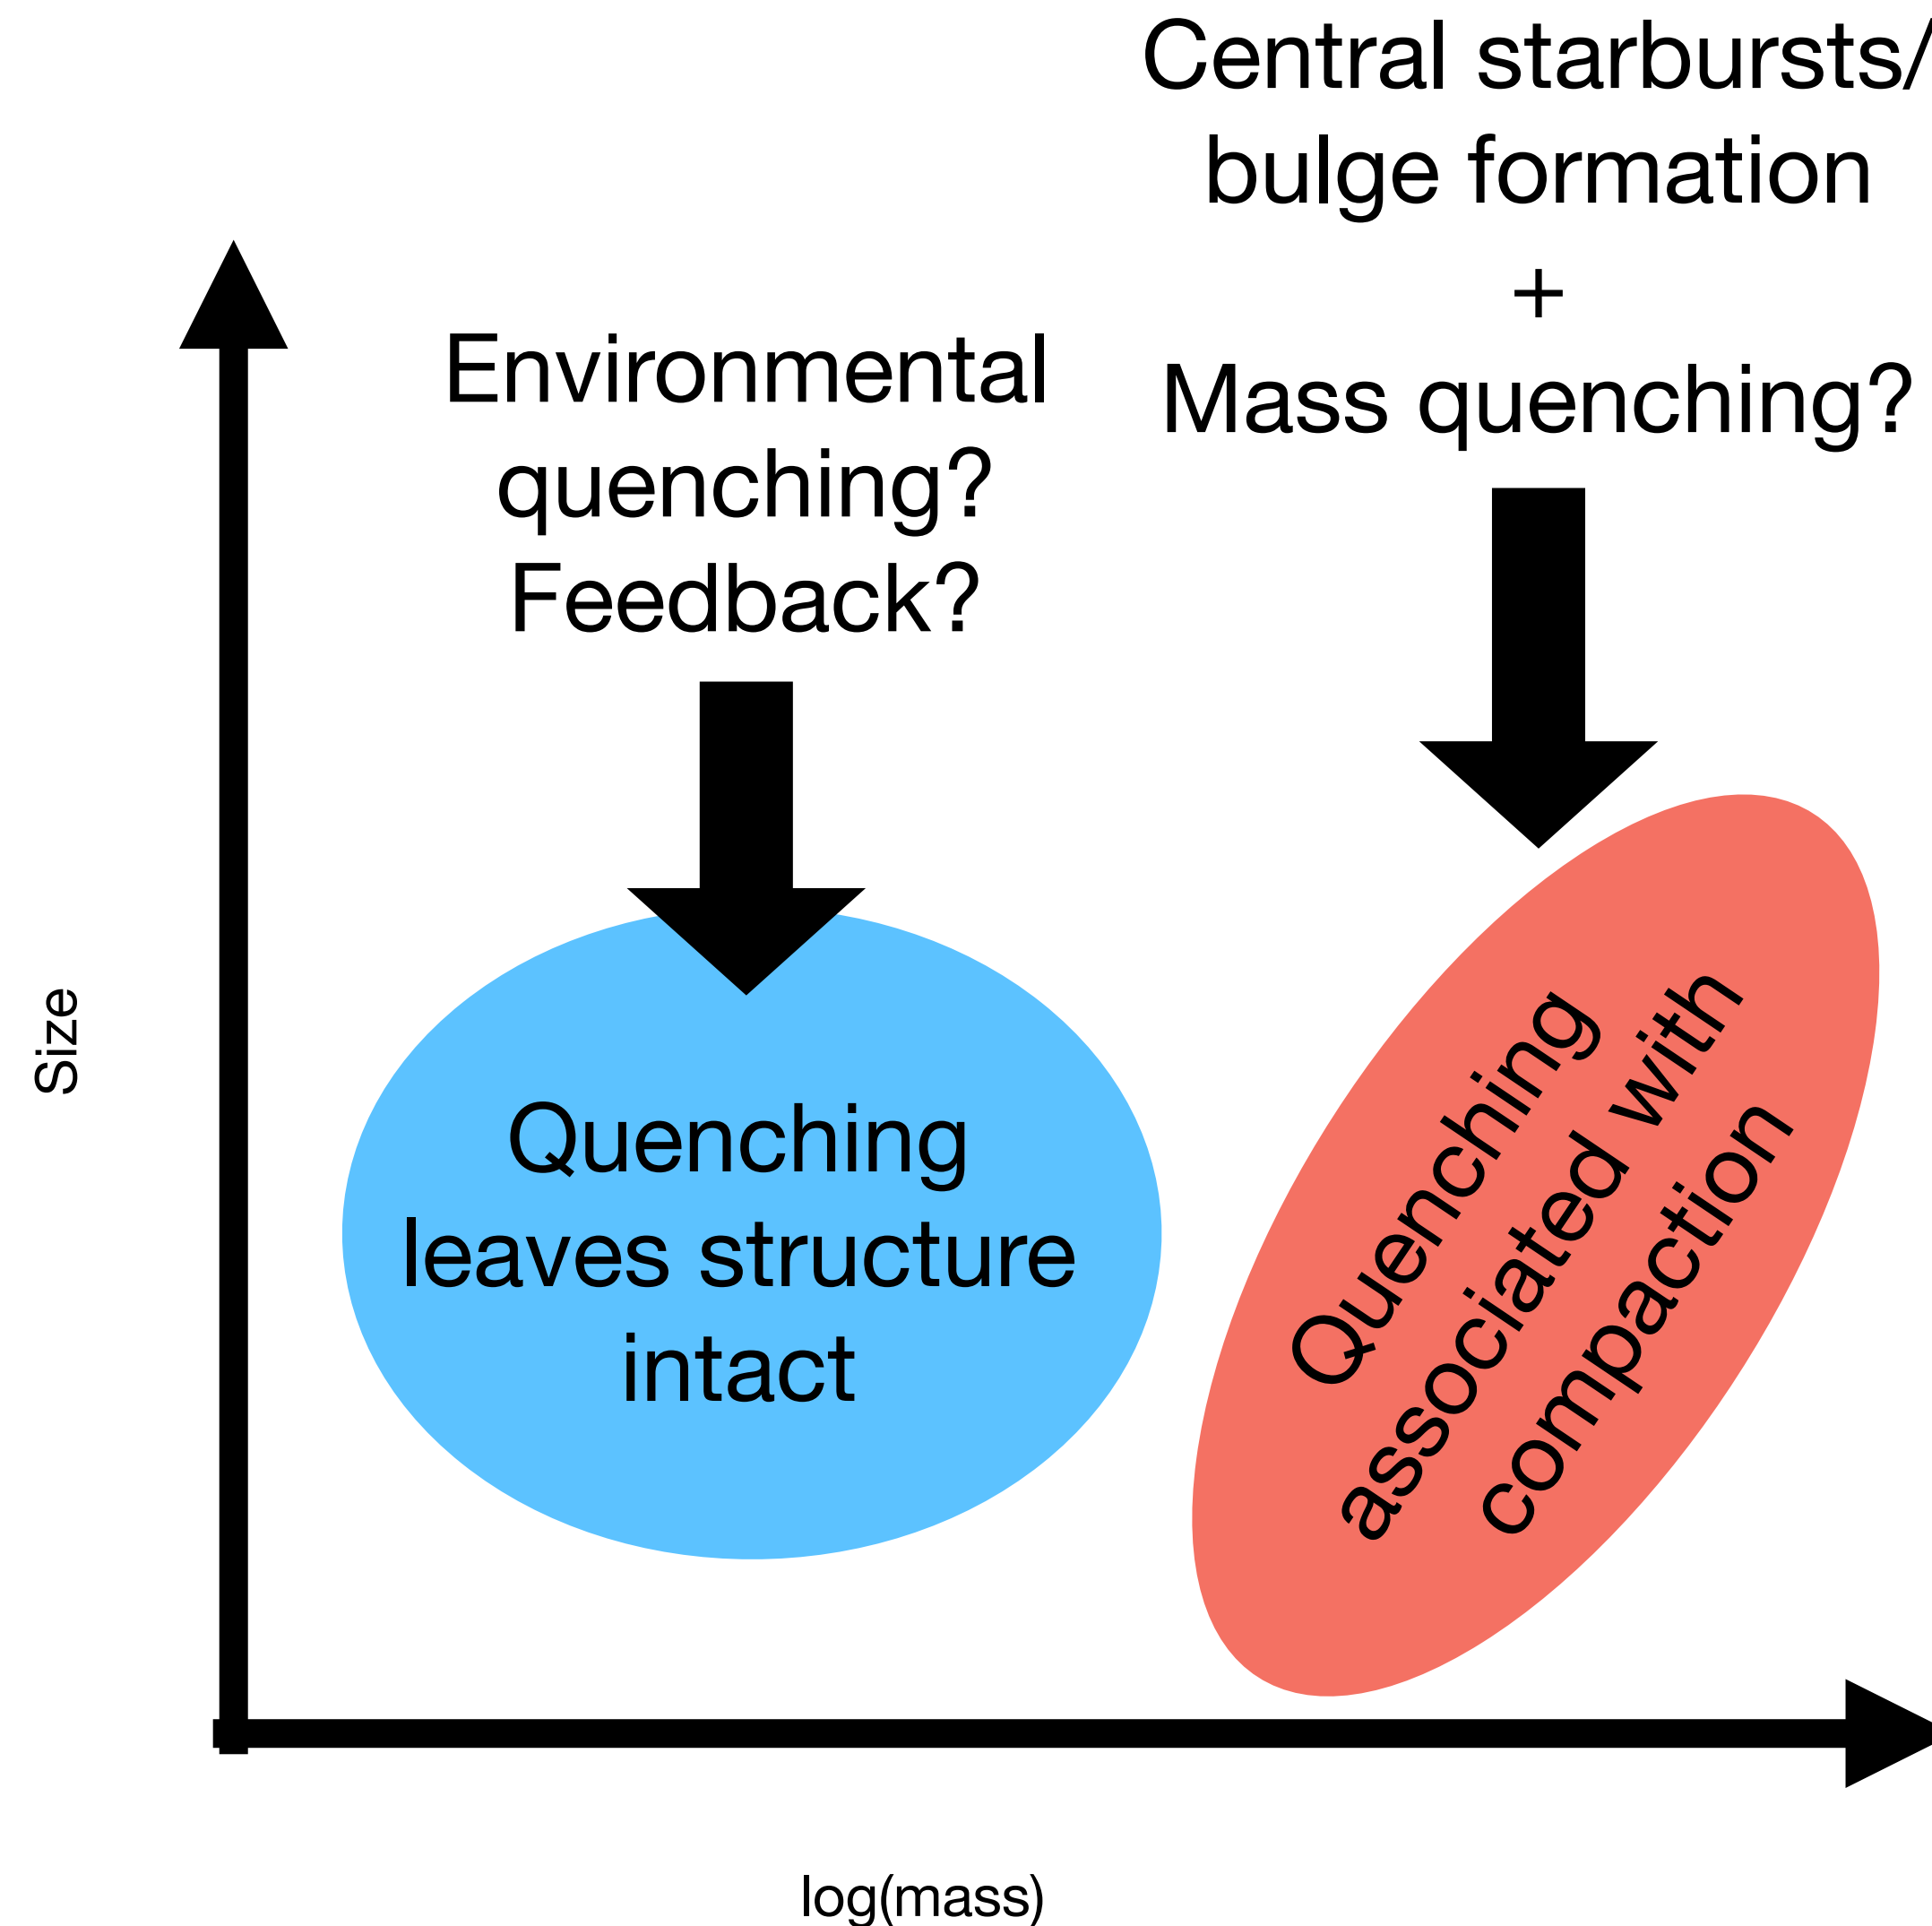 Central starbursts/
bulge formation
+
Mass quenching?
Environmental
quenching?
Feedback?
Quenching
leaves structure
intact
Quenching
associated with
compaction
Size
log(mass)